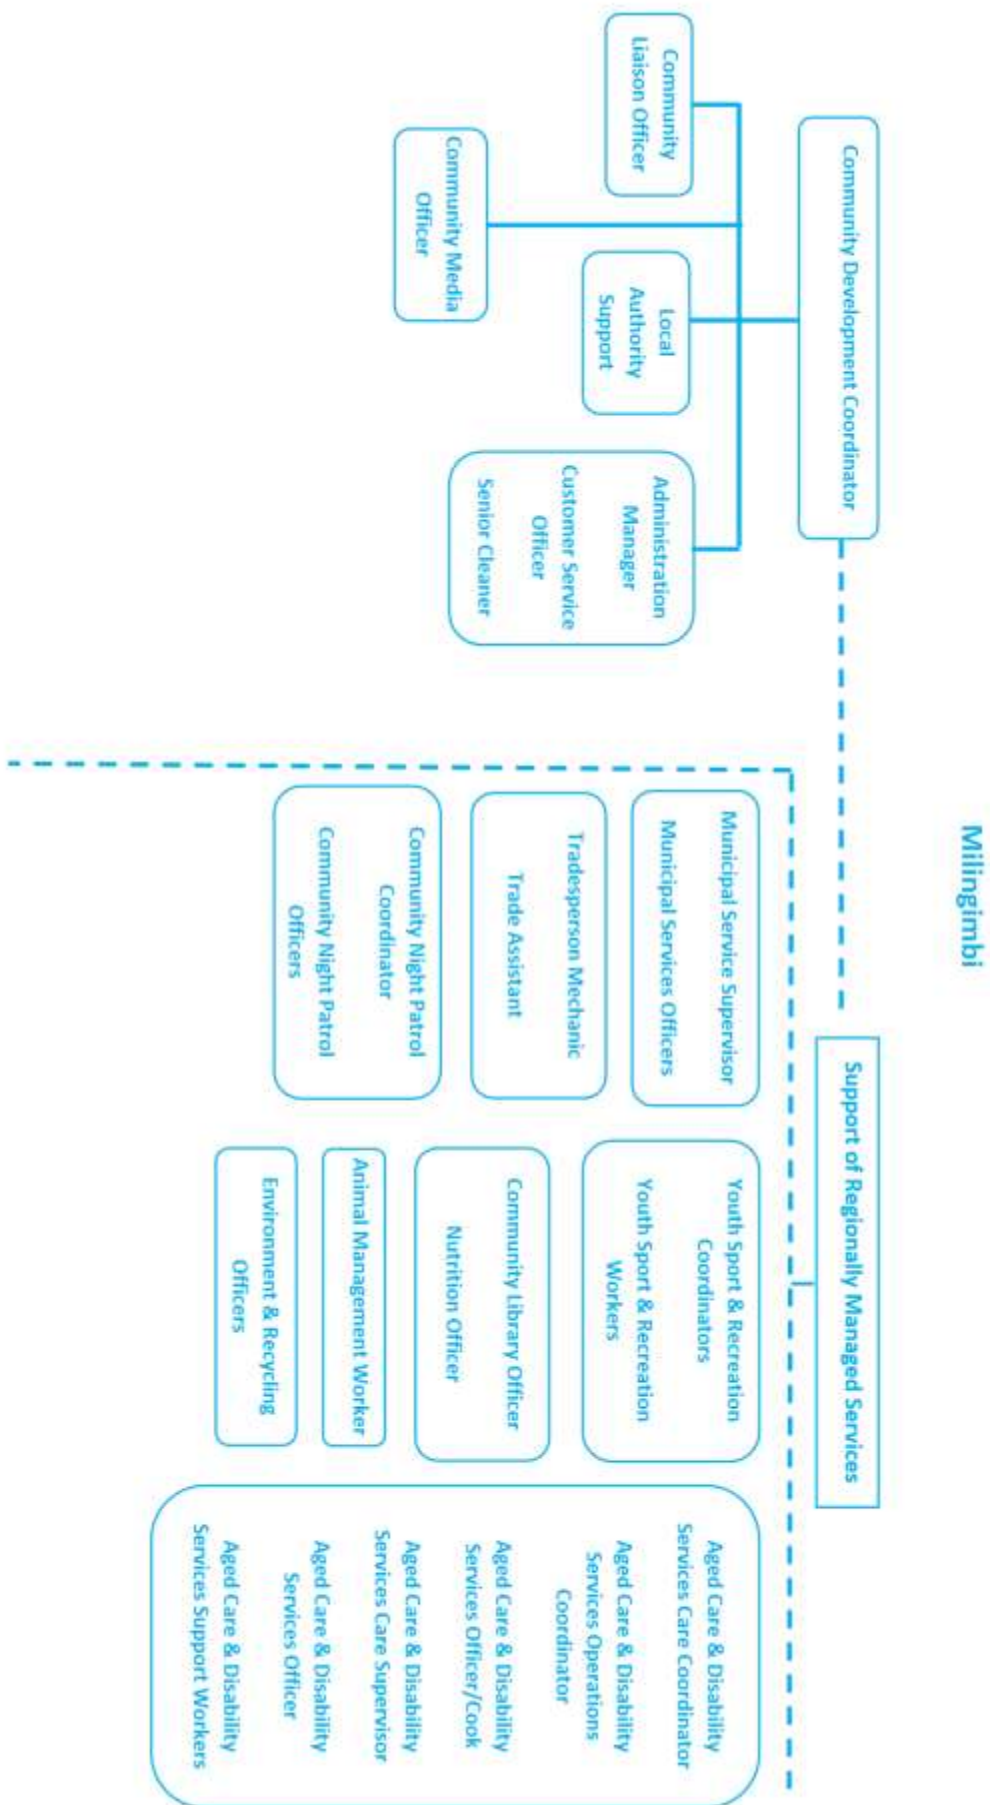 Milingimbi
Community Development Coordinator
Support of Regionally Managed Services
Community
Liaison Officer
Community Media
Officer
Local
Authority
Support
Administration
Manager
Customer Service
Officer
Senior Cleaner
Municipal Service Supervisor
Municipal Services Officers
Tradesperson Mechanic
Trade Assistant
Community Night Patrol
Coordinator
Community Night Patrol
Officers
Youth Sport & Recreation
Coordinators
Youth Sport & Recreation
Workers
Community Library Officer
Nutrition Officer
Animal Management Worker
Environment & Recycling
Officers
Aged Care & Disability
Services Care Coordinator
Aged Care & Disability
Services Operations
Coordinator
Aged Care & Disability
Services Officer/Cook
Aged Care & Disability
Services Care Supervisor
Aged Care & Disability
Services Officer
Aged Care & Disability
Services Support Workers